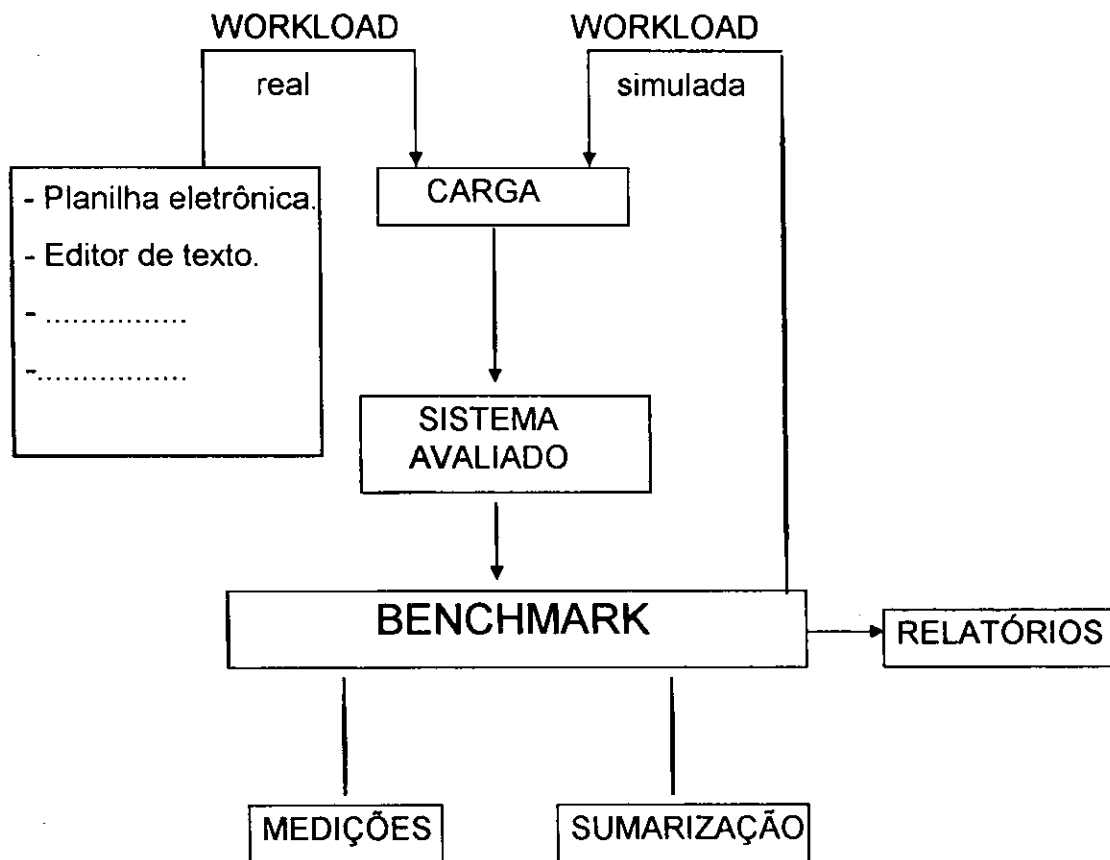 WORKLOAD
WORKLOAD
real
simulada
- Planilha eletrônica.
- Editor de texto.
- ................
-.................
CARGA
SISTEMA
AVALIADO
BENCHMARK
RELATÓRIOS
MEDIÇÕES
SUMARIZAÇÃO